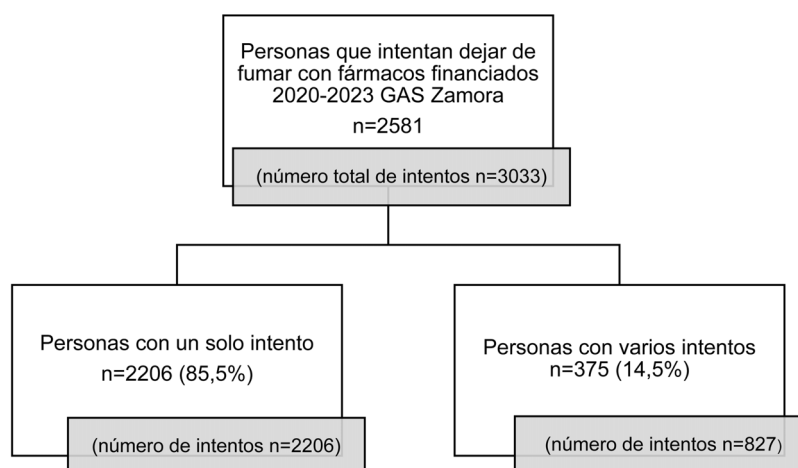 Personas que intentan dejar de
fumar con fármacos financiados
2020-2023 GAS Zamora
n=2581
(número total de intentos n=3033)
Personas con un solo intento
n=2206 (85,5%)
(número de intentos n=2206)
Personas con varios intentos
n=375 (14,5%)
(número de intentos n=827)